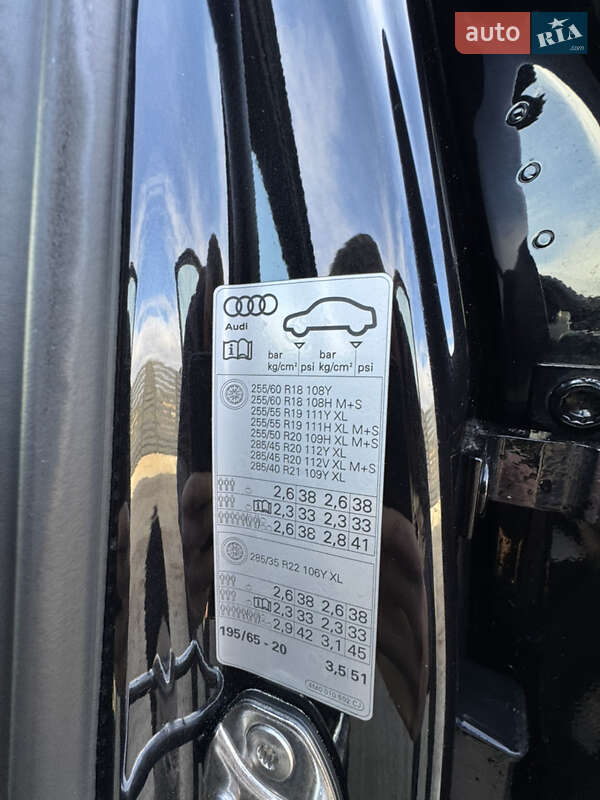 auto RIA .com
Audi
i
bar bar
kg/cm² psi kg/cm² psi
255/60 R18 108Y
255/60 R18 108H M+S
255/55 R19 111Y XL
255/55 R19 111H XL M+S
255/50 R20 109H XL M+S
285/45 R20 112Y XL
285/45 R20 112V XL M+S
285/40 R21 109Y XL
2,6 38 2,6 38
2,3 33 2,3 33
2,6 38 2,8 41
285/35 R22 106Y XL
2,6 38 2,6 38
2,3 33 2,3 33
2,9 42 3,1 45
195/65 - 20 3,5 51
4M0 010 502 CJ